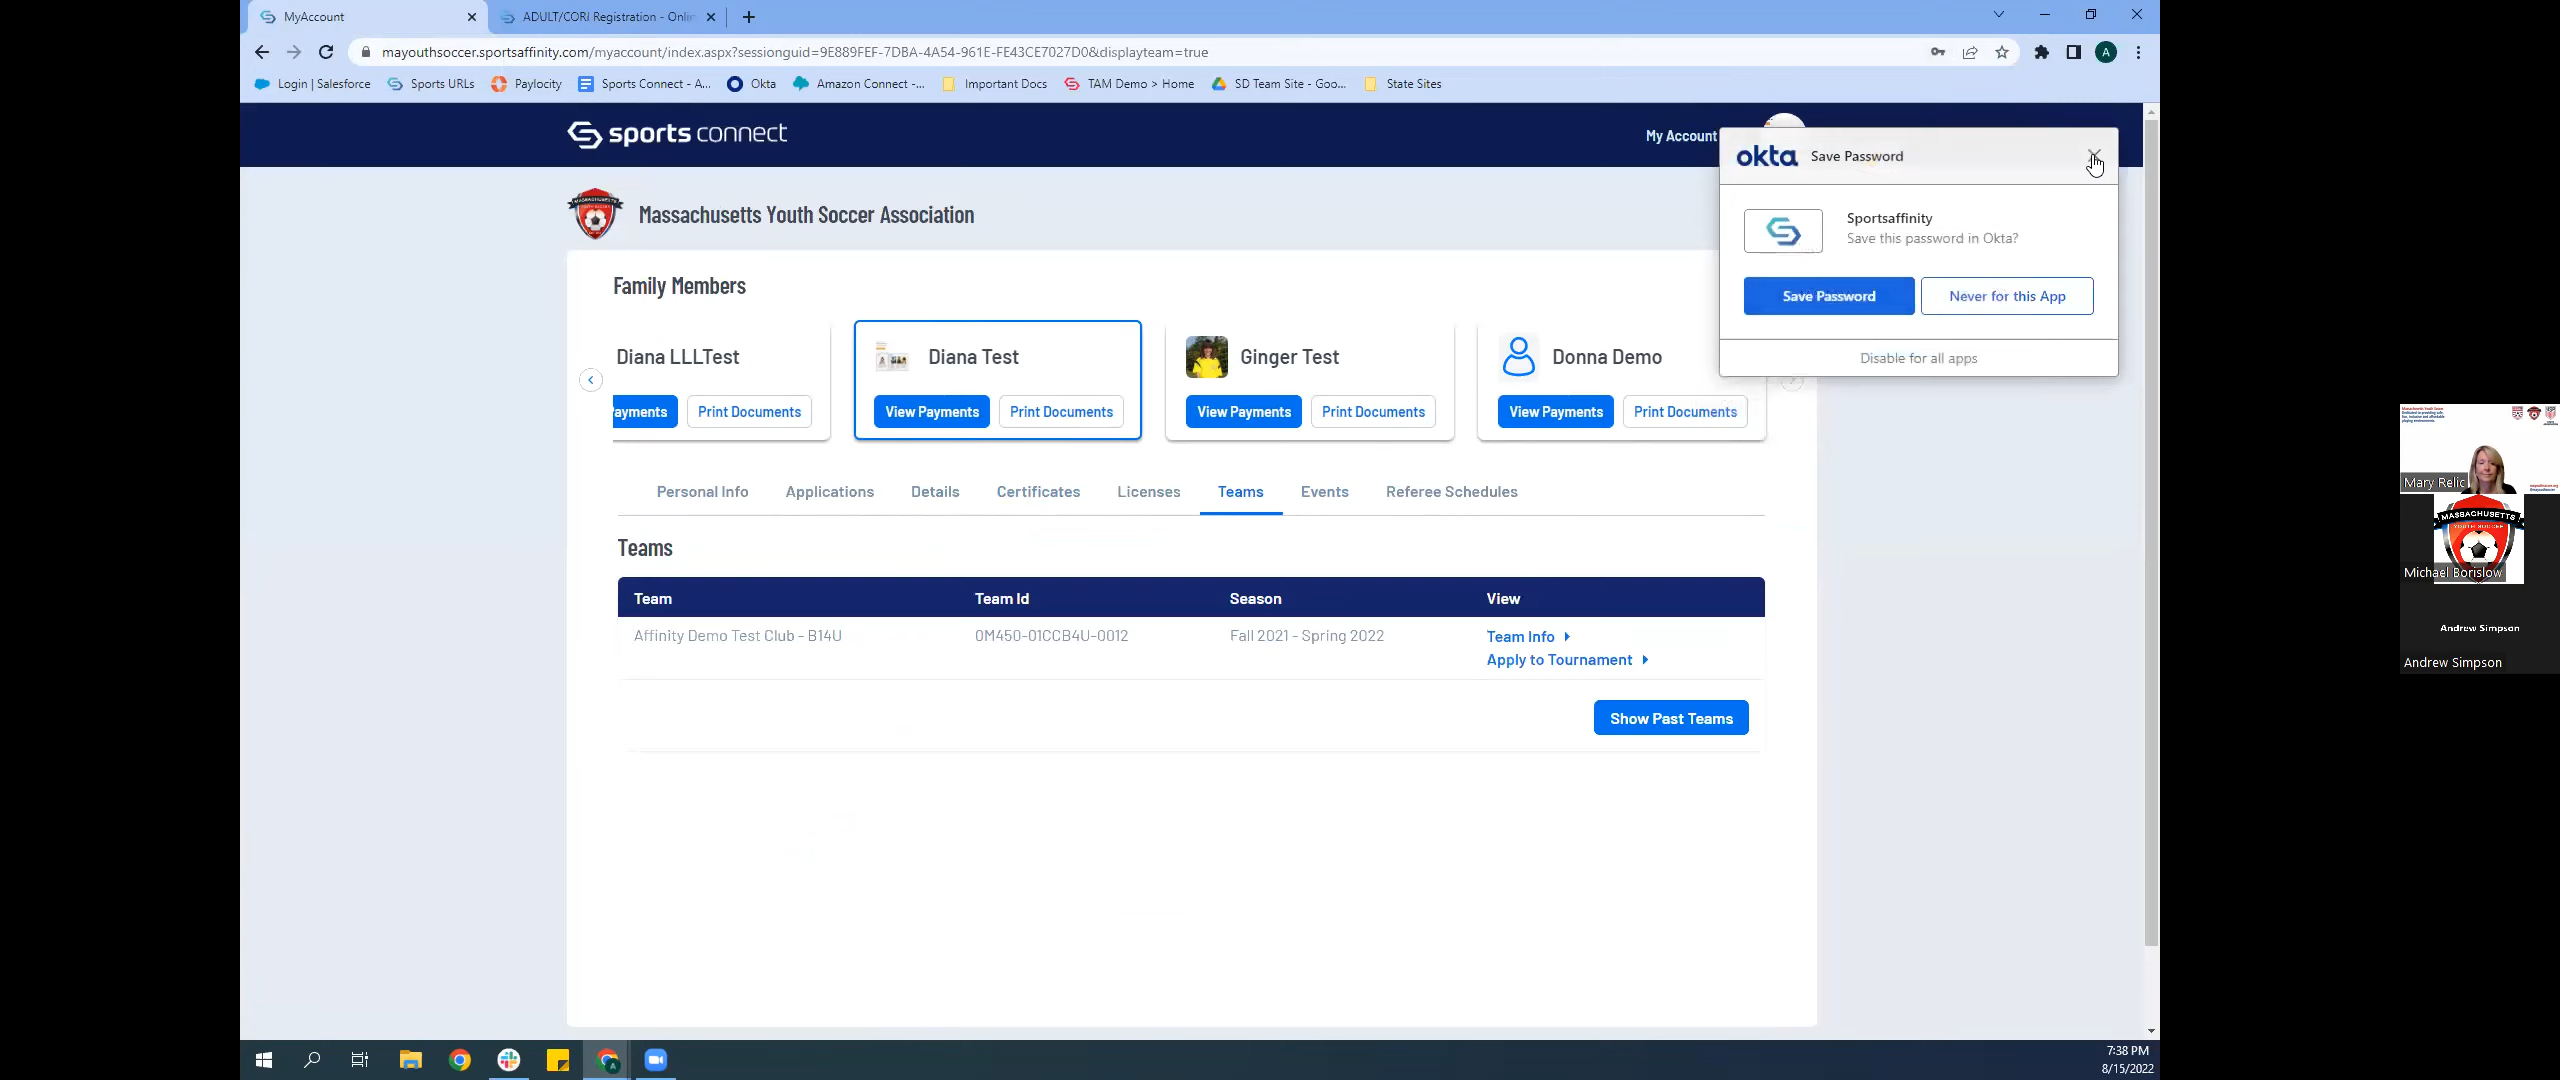 MyAccount
ADULT/CORI Registration - Onlin
mayouthsoccer.sportsaffinity.com/myaccount/index.aspx?sessionguid=9E889FEF-7DBA-4A54-961E-FE43CE7027D0&displayteam=true
A
Login | Salesforce
Sports URLs
Paylocity
Sports Connect - A...
Okta
Amazon Connect -...
Important Docs
TAM Demo > Home
SD Team Site - Goo...
State Sites
sports connect
My Account
okta Save Password
Sportsaffinity
Save this password in Okta?
Save Password
Never for this App
Disable for all apps
Massachusetts Youth Soccer Association
Family Members
Diana LLLTest
Diana Test
Ginger Test
Donna Demo
ayments
Print Documents
View Payments
Print Documents
View Payments
Print Documents
View Payments
Print Documents
Personal Info
Applications
Details
Certificates
Licenses
Teams
Events
Referee Schedules
Teams
Team
Team Id
Season
View
Affinity Demo Test Club - B14U
0M450-01CCB4U-0012
Fall 2021 - Spring 2022
Team Info
Apply to Tournament
Show Past Teams
Mary Relic
MASSACHUSETTS
YOUTH SOCCER
Michael Borislow
Andrew Simpson
Andrew Simpson
7:38 PM
8/15/2022